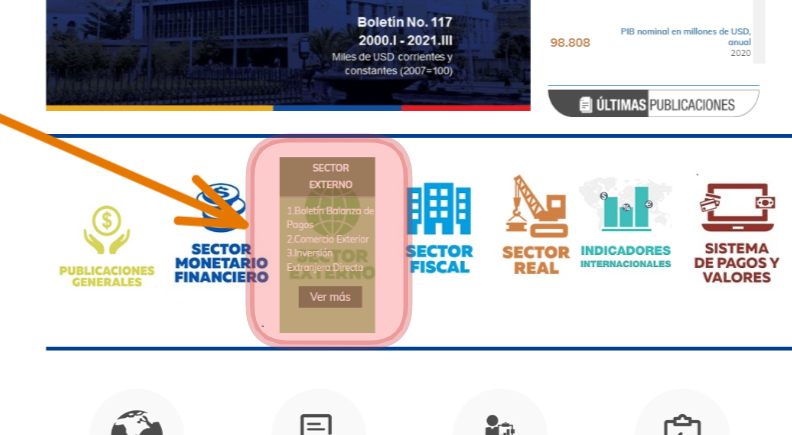 Boletín No. 117
2000.I - 2021.III
Miles de USD corrientes y
constantes (2007=100)
98.808
PIB nominal en millones de USD,
anual
2020
ÚLTIMAS PUBLICACIONES
PUBLICACIONES
GENERALES
SECTOR
MONETARIO
FINANCIERO
SECTOR
EXTERNO
1.Boletín Balanza de
Pagos
2.Comercio Exterior
3.Inversión
Extranjera Directa
SECTOR
EXTERNO
Ver más
SECTOR
FISCAL
SECTOR
REAL
INDICADORES
INTERNACIONALES
SISTEMA
DE PAGOS Y
VALORES